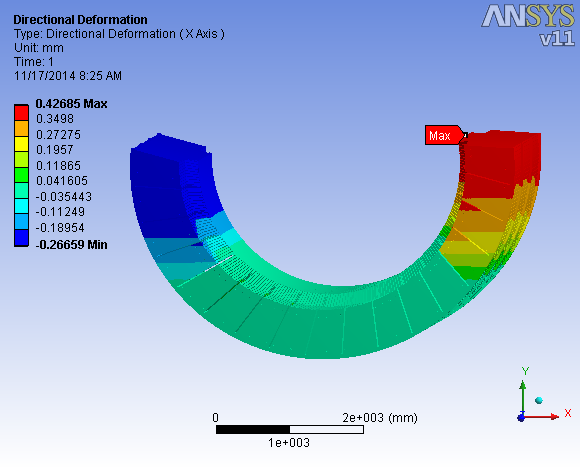 Directional Deformation
Type: Directional Deformation ( X Axis )
Unit: mm
Time: 1
11/17/2014 8:25 AM
ANSYS
v11
0.42685 Max
0.3498
0.27275
0.1957
0.11865
0.041605
-0.035443
-0.11249
-0.18954
-0.26659 Min
Max
0
2e+003 (mm)
1e+003
Y
X